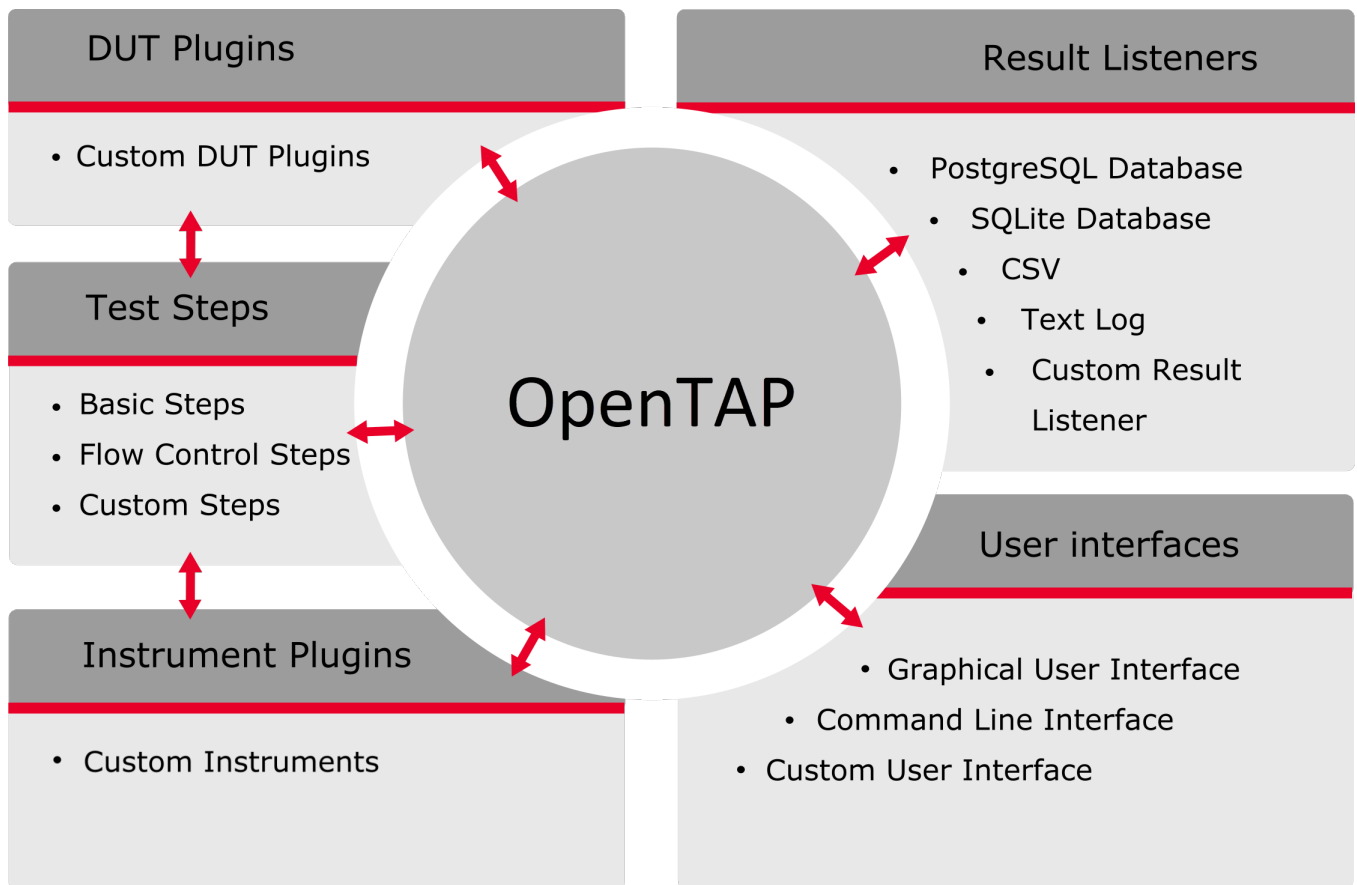 DUT Plugins
• Custom DUT Plugins
Test Steps
• Basic Steps
• Flow Control Steps
• Custom Steps
Instrument Plugins
• Custom Instruments
OpenTAP
Result Listeners
• PostgreSQL Database
• SQLite Database
• CSV
• Text Log
• Custom Result
Listener
User interfaces
• Graphical User Interface
• Command Line Interface
• Custom User Interface